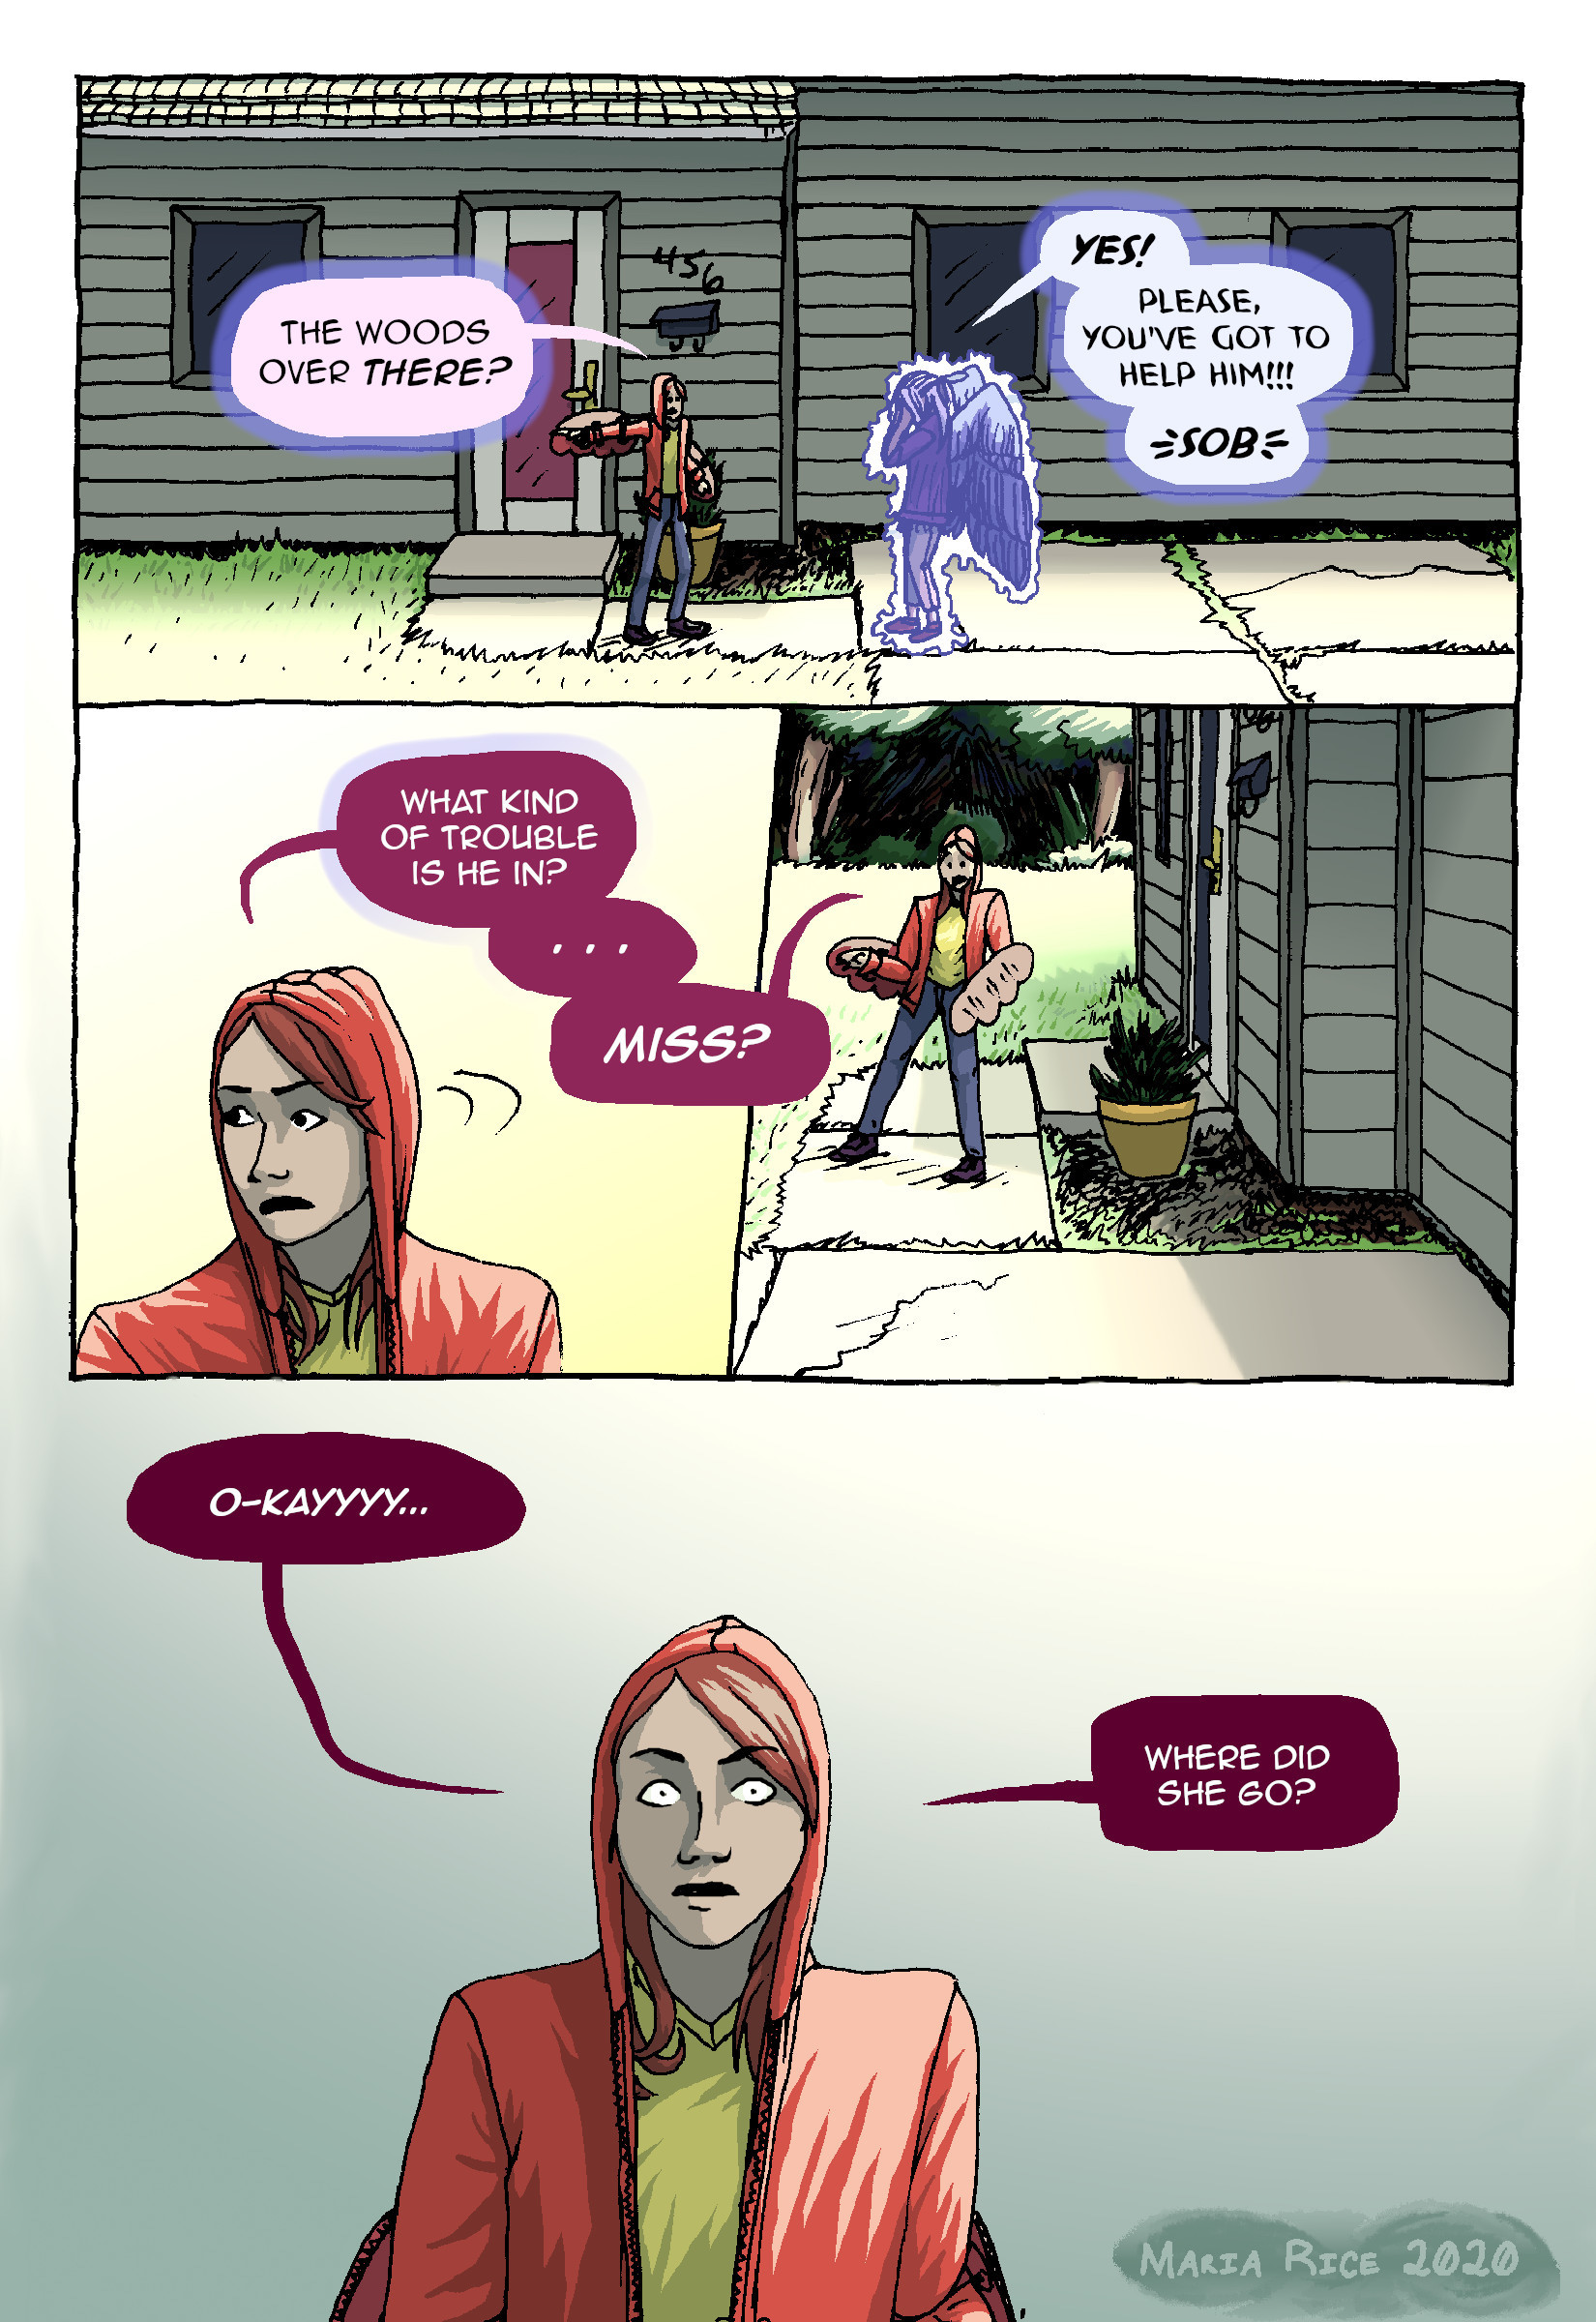 456
THE WOODS
OVER THERE?
YES!
PLEASE,
YOU'VE GOT TO
HELP HIM!!!
SOB
WHAT KIND
OF TROUBLE
IS HE IN?
...
MISS?
O-KAYYYY...
WHERE DID
SHE GO?
MARIA RICE 2020